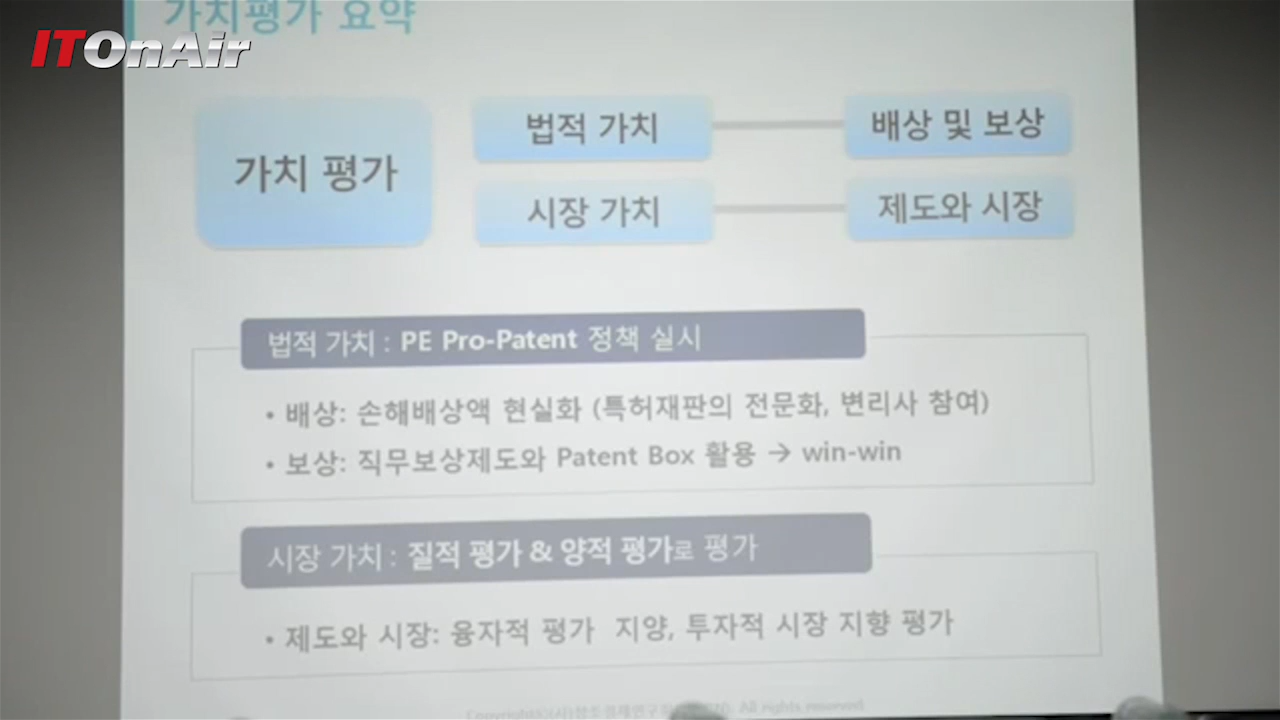 가치평가 요약
ITOnAir
가치 평가
법적 가치
배상 및 보상
시장 가치
제도와 시장
법적 가치 : PE Pro-Patent 정책 실시
• 배상: 손해배상액 현실화 (특허재판의 전문화, 변리사 참여)
• 보상: 직무보상제도와 Patent Box 활용 → win-win
시장 가치 : 질적 평가 & 양적 평가로 평가
• 제도와 시장: 융자적 평가 지양, 투자적 시장 지향 평가
All rights reserved